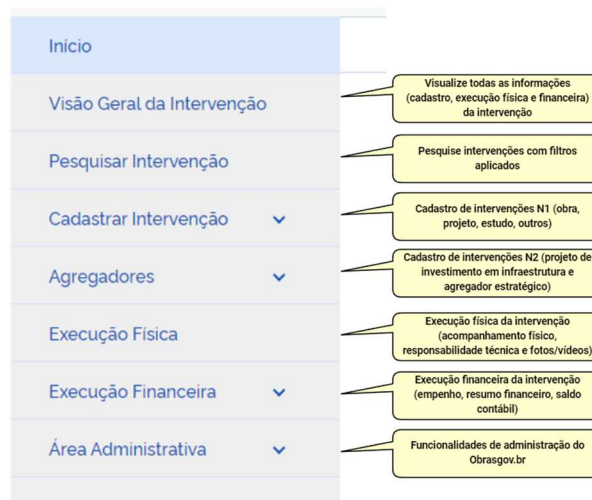 Início
Visão Geral da Intervenção
Visualize todas as informações
(cadastro, execução física e financeira)
da intervenção
Pesquisar Intervenção
Pesquise intervenções com filtros
aplicados
Cadastrar Intervenção
Cadastro de intervenções N1 (obra,
projeto, estudo, outros)
Agregadores
Cadastro de intervenções N2 (projeto de
investimento em infraestrutura e
agregador estratégico)
Execução Física
Execução física da intervenção
(acompanhamento físico,
responsabilidade técnica e fotos/vídeos)
Execução Financeira
Execução financeira da intervenção
(empenho, resumo financeiro, saldo
contábil)
Área Administrativa
Funcionalidades de administração do
Obrasgov.br